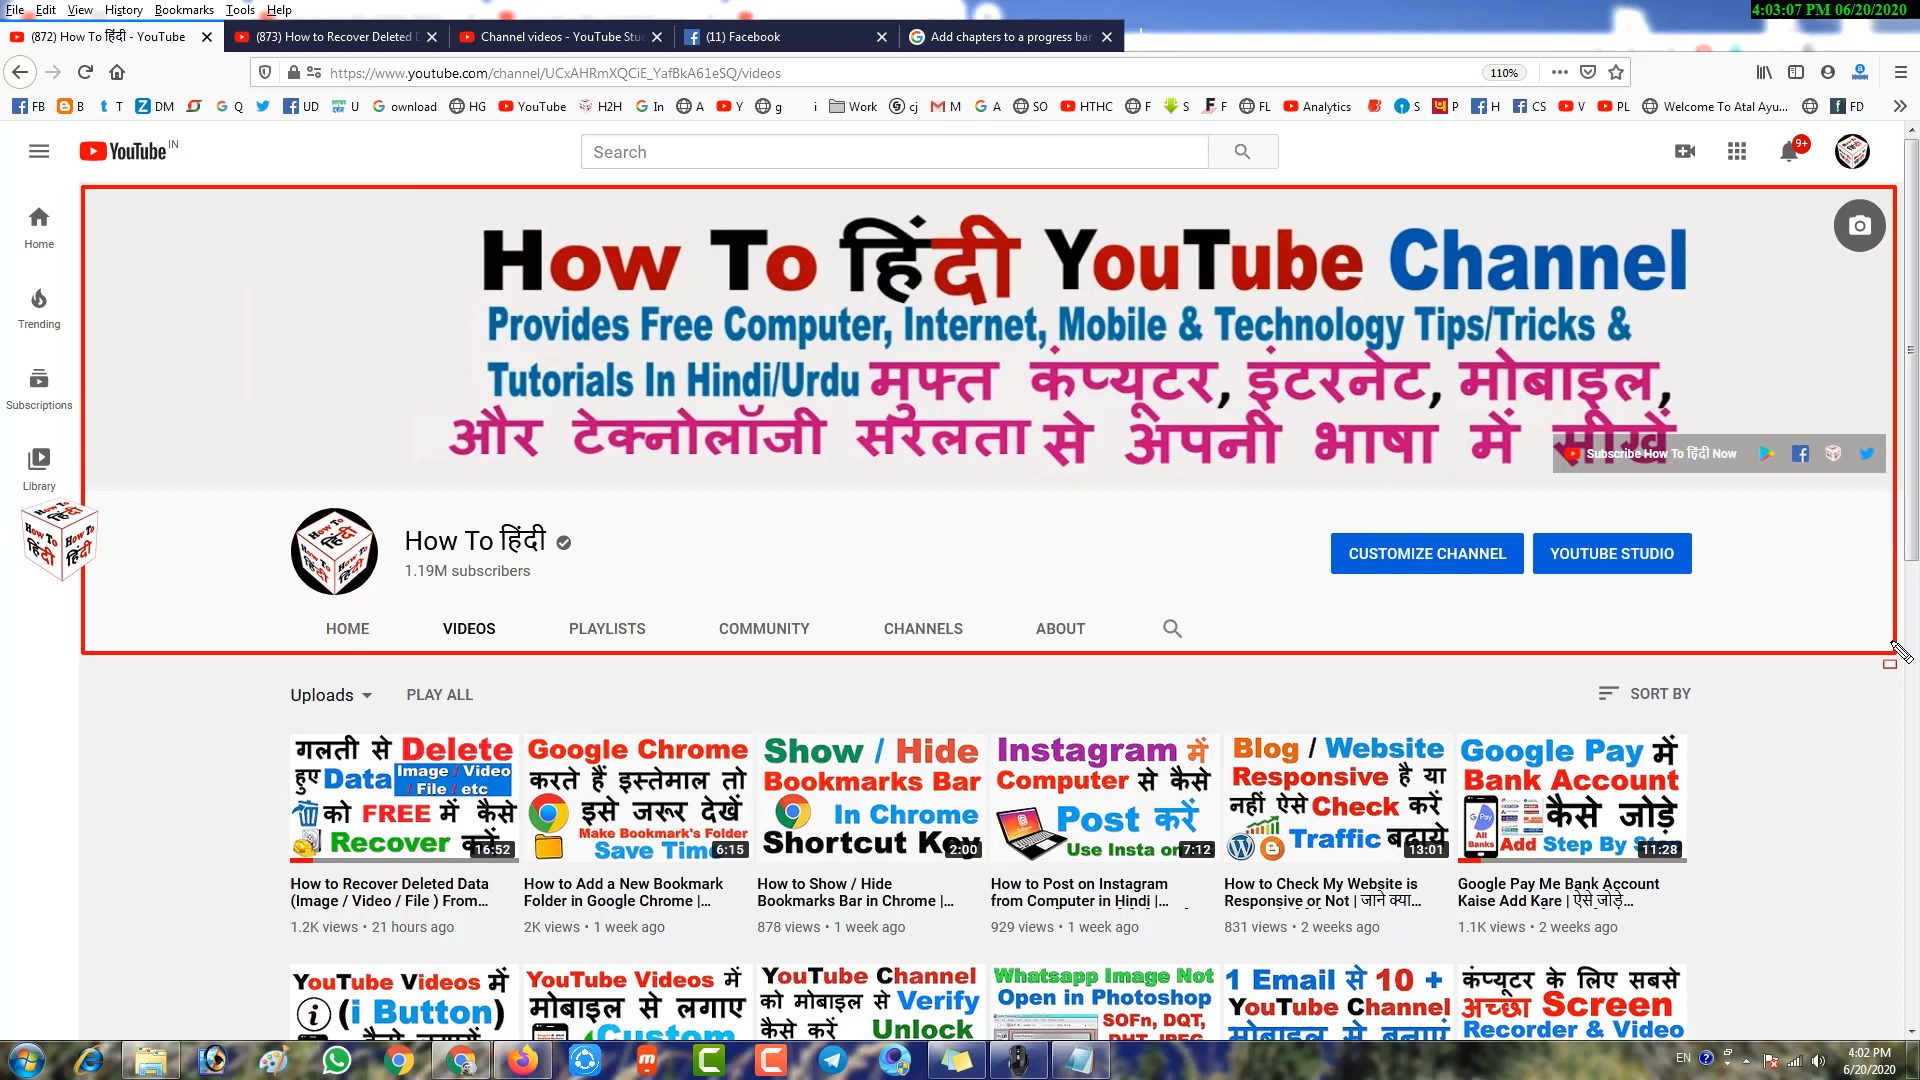 File Edit View History Bookmarks Tools Help
4:03:07 PM 06/20/2020
(872) How To हिंदी - YouTube
(873) How to Recover Deleted
Channel videos - YouTube Stu
(11) Facebook
Add chapters to a progress bar
https://www.youtube.com/channel/UCxAHRmXQCiE_YafBkA61eSQ/videos
110%
FB B T DM Q UD U ownload HG YouTube H2H In A Y g i Work cj M A SO HTHC F S F FL Analytics S P H CS V PL Welcome To Atal Ayu... FD
YouTube IN
Search
9+
Home
Trending
Subscriptions
Library
How To हिंदी YouTube Channel
Provides Free Computer, Internet, Mobile & Technology Tips/Tricks &
Tutorials In Hindi/Urdu मुफ्त कंप्यूटर, इंटरनेट, मोबाइल,
और टेक्नोलॉजी सरलता से अपनी भाषा में सीखें
Subscribe How To हिंदी Now
How To हिंदी
1.19M subscribers
CUSTOMIZE CHANNEL
YOUTUBE STUDIO
HOME VIDEOS PLAYLISTS COMMUNITY CHANNELS ABOUT
Uploads PLAY ALL
SORT BY
गलती से Delete
हुए Data Image / Video
/ File / etc
को FREE में कैसे
Recover करें
16:52
Google Chrome
करते हैं इस्तेमाल तो
इसे जरूर देखें
Make Bookmark's Folder
Save Time
6:15
Show / Hide
Bookmarks Bar
In Chrome
Shortcut Key
2:00
Instagram में
Computer से कैसे
Post करें
Use Insta on
7:12
Blog / Website
Responsive है या
नहीं ऐसे Check करें
Traffic बढ़ाये
13:01
Google Pay में
Bank Account
G Pay
कैसे जोड़े
All
Banks
Add Step By
11:28
How to Recover Deleted Data
(Image / Video / File ) From...
1.2K views • 21 hours ago
How to Add a New Bookmark
Folder in Google Chrome |...
2K views • 1 week ago
How to Show / Hide
Bookmarks Bar in Chrome |...
878 views • 1 week ago
How to Post on Instagram
from Computer in Hindi |...
929 views • 1 week ago
How to Check My Website is
Responsive or Not | जाने क्या...
831 views • 2 weeks ago
Google Pay Me Bank Account
Kaise Add Kare | ऐसे जोड़े...
1.1K views • 2 weeks ago
YouTube Videos में
(i Button)
YouTube Videos में
मोबाइल से लगाए
Custom
YouTube Channel
को मोबाइल से Verify
कैसे करें Unlock
Whatsapp Image Not
Open in Photoshop
SOFn, DQT,
DHT, JPEG
1 Email से 10 +
YouTube Channel
मोबाइल से बनाएं
कंप्यूटर के लिए सबसे
अच्छा Screen
Recorder & Video
EN
4:02 PM
6/20/2020